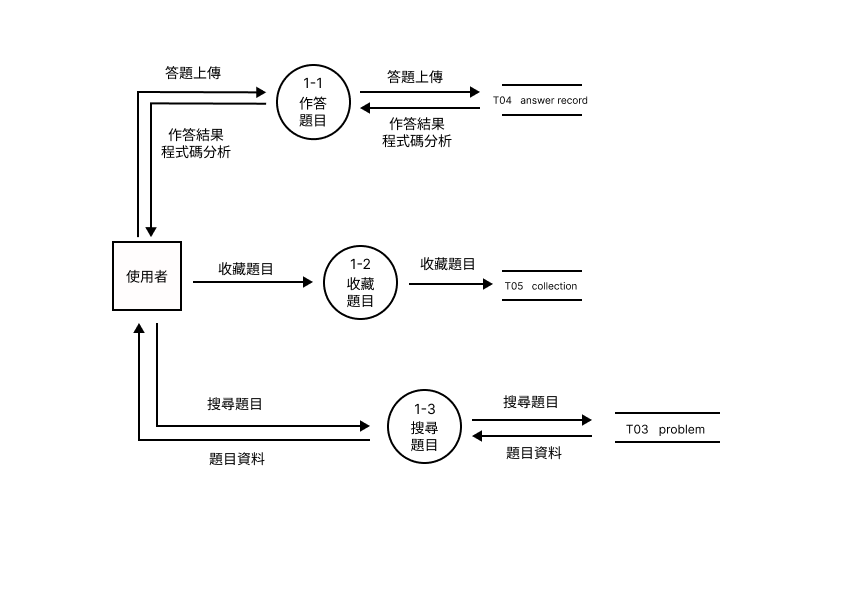 答題上傳
1-1
作答
題目
答題上傳
T04 answer record
作答結果
程式碼分析
作答結果
程式碼分析
使用者
收藏題目
1-2
收藏
題目
收藏題目
T05 collection
搜尋題目
1-3
搜尋
題目
搜尋題目
T03 problem
題目資料
題目資料